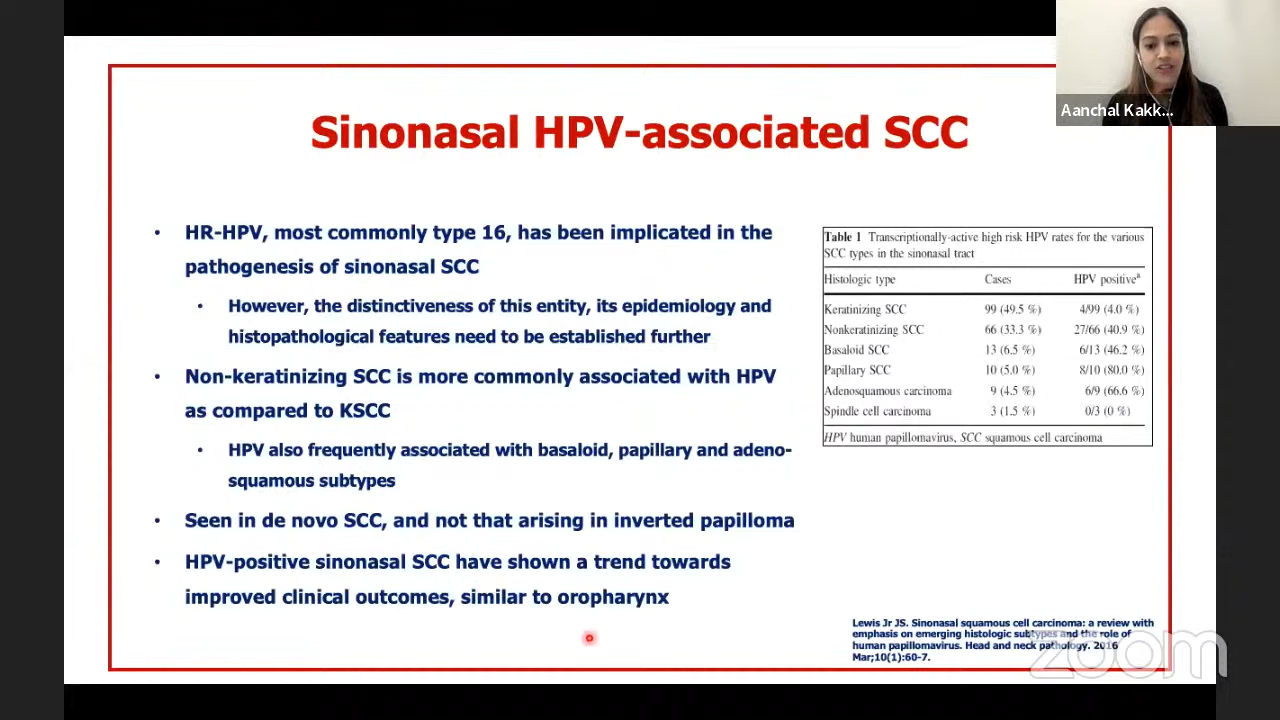 Aanchal Kakk...
Sinonasal HPV-associated SCC
• HR-HPV, most commonly type 16, has been implicated in the
pathogenesis of sinonasal SCC
• However, the distinctiveness of this entity, its epidemiology and
histopathological features need to be established further
• Non-keratinizing SCC is more commonly associated with HPV
as compared to KSCC
• HPV also frequently associated with basaloid, papillary and adeno-
squamous subtypes
• Seen in de novo SCC, and not that arising in inverted papilloma
• HPV-positive sinonasal SCC have shown a trend towards
improved clinical outcomes, similar to oropharynx
Table 1 Transcriptionally-active high risk HPV rates for the various
SCC types in the sinonasal tract
Histologic type Cases HPV positiveᵃ
Keratinizing SCC 99 (49.5 %) 4/99 (4.0 %)
Nonkeratinizing SCC 66 (33.3 %) 27/66 (40.9 %)
Basaloid SCC 13 (6.5 %) 6/13 (46.2 %)
Papillary SCC 10 (5.0 %) 8/10 (80.0 %)
Adenosquamous carcinoma 9 (4.5 %) 6/9 (66.6 %)
Spindle cell carcinoma 3 (1.5 %) 0/3 (0 %)
HPV human papillomavirus, SCC squamous cell carcinoma
Lewis Jr JS. Sinonasal squamous cell carcinoma: a review with
emphasis on emerging histologic subtypes and the role of
human papillomavirus. Head and neck pathology. 2016
Mar;10(1):60-7.
zoom